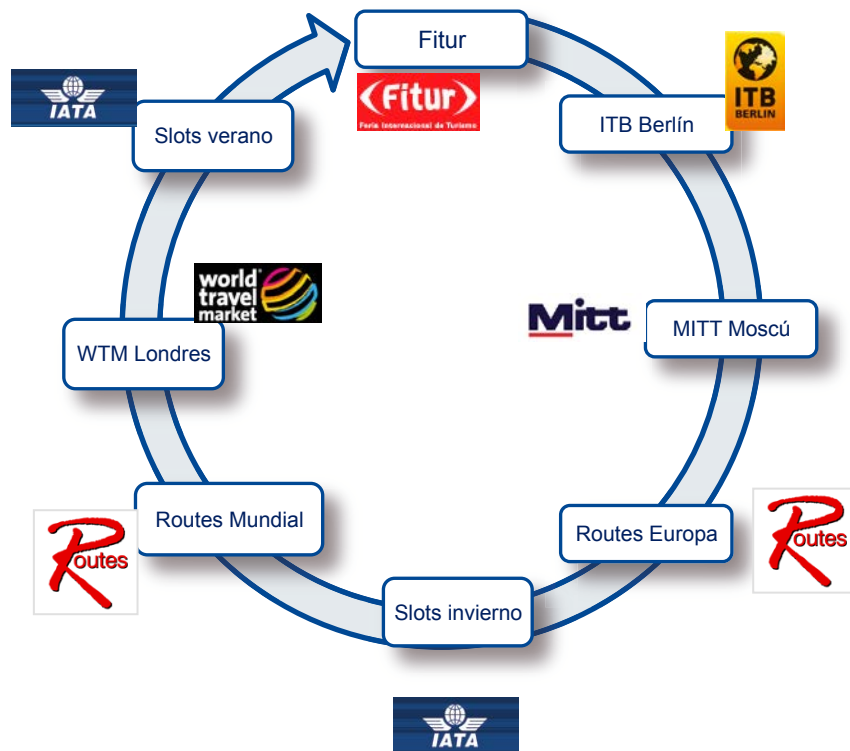 Fitur
Fitur
Feria Internacional de Turismo
ITB Berlín
ITB
BERLIN
MITT Moscú
Mitt
Routes Europa
Routes
Slots invierno
IATA
Routes Mundial
Routes
WTM Londres
world
travel
market
Slots verano
IATA